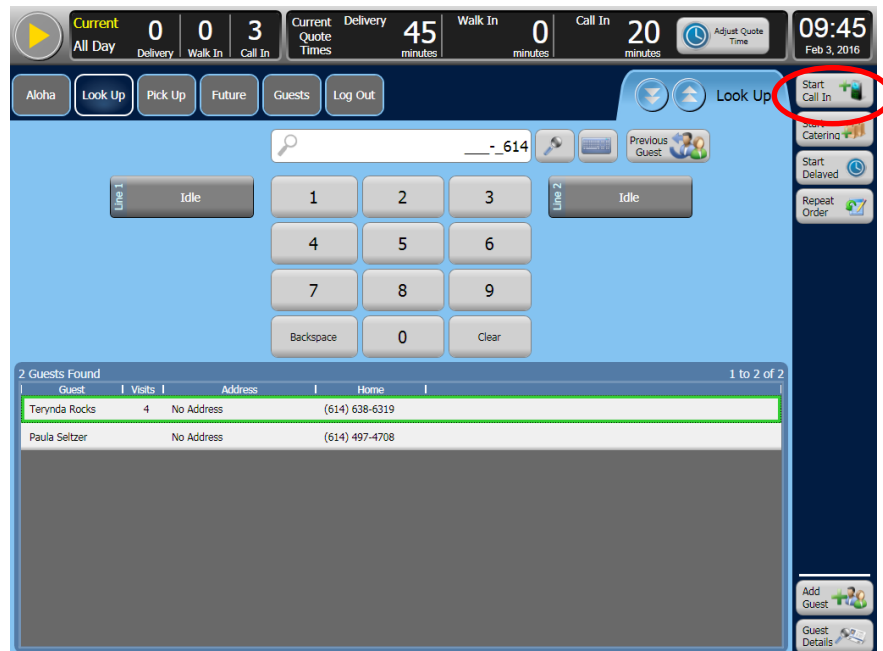 Current
All Day
0
Delivery
0
Walk In
3
Call In
Current
Quote
Times
Delivery
45
minutes
Walk In
0
minutes
Call In
20
minutes
Adjust Quote
Time
09:45
Feb 3, 2016
Aloha
Look Up
Pick Up
Future
Guests
Log Out
Look Up
Start
Call In
Start
Catering
Start
Delayed
Repeat
Order
___-_614
Previous
Guest
Line 1
Idle
1
2
3
Line 2
Idle
4
5
6
7
8
9
Backspace
0
Clear
2 Guests Found
1 to 2 of 2
Guest Visits Address Home
Terynda Rocks 4 No Address (614) 638-6319
Paula Seltzer No Address (614) 497-4708
Add
Guest
Guest
Details